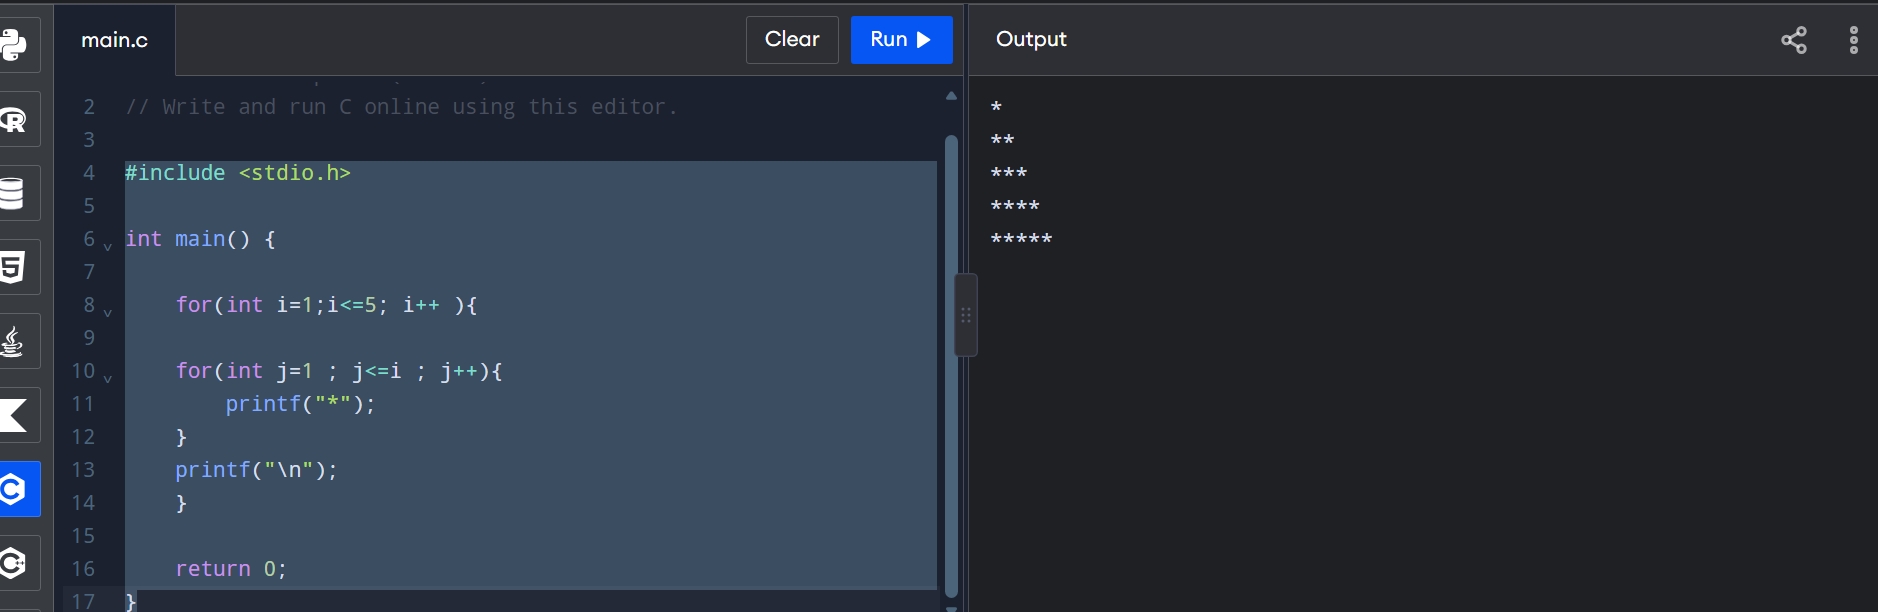 main.c
Clear
Run
Output
2 // Write and run C online using this editor.
3
4 #include <stdio.h>
5
6 int main() {
7
8     for(int i=1;i<=5; i++ ){
9
10     for(int j=1 ; j<=i ; j++){
11         printf("*");
12     }
13     printf("\n");
14     }
15
16     return 0;
17 }
*
**
***
****
*****
R
5
C
C++